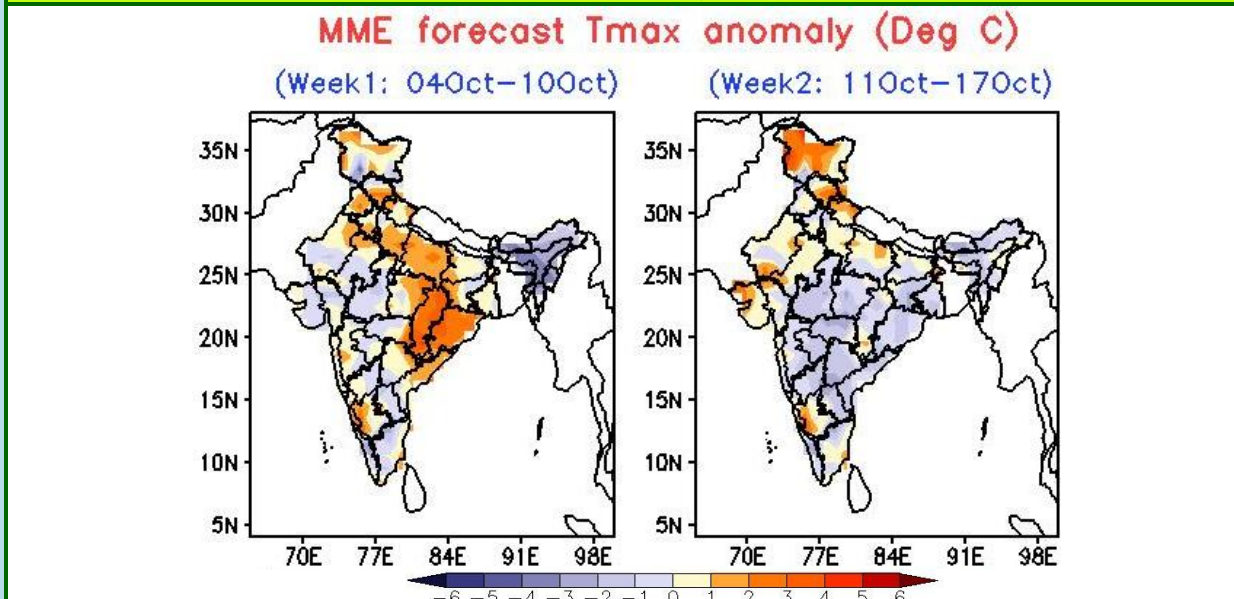 MME forecast Tmax anomaly (Deg C)
(Week1: 04Oct-10Oct)
(Week2: 11Oct-17Oct)
35N
30N
25N
20N
15N
10N
5N
70E 77E 84E 91E 98E
35N
30N
25N
20N
15N
10N
5N
70E 77E 84E 91E 98E
-6 -5 -4 -3 -2 -1 0 1 2 3 4 5 6